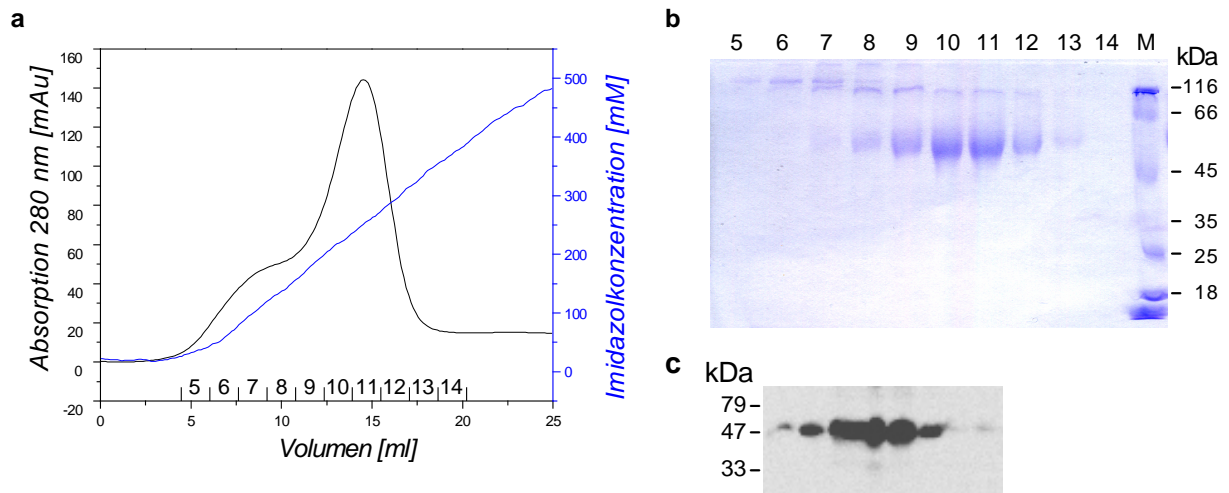 a
Absorption 280 nm [mAu]
160
140
120
100
80
60
40
20
0
-20
5 6 7 8 9 10 11 12 13 14
0 5 10 15 20 25
Volumen [ml]
500
400
300
200
100
0
Imidazolkonzentration [mM]
b
5 6 7 8 9 10 11 12 13 14 M
kDa
116
66
45
35
25
18
c
kDa
79
47
33